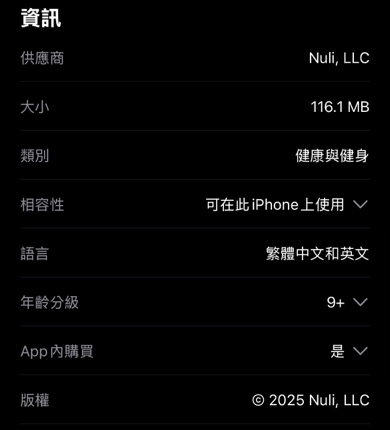 資訊
供應商 Nuli, LLC
大小 116.1 MB
類別 健康與健身
相容性 可在此 iPhone 上使用
語言 繁體中文和英文
年齡分級 9+
App 內購買 是
版權 © 2025 Nuli, LLC